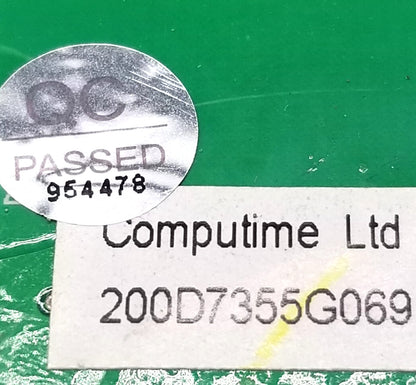 QC
PASSED
954478
Computime Ltd
200D7355G069